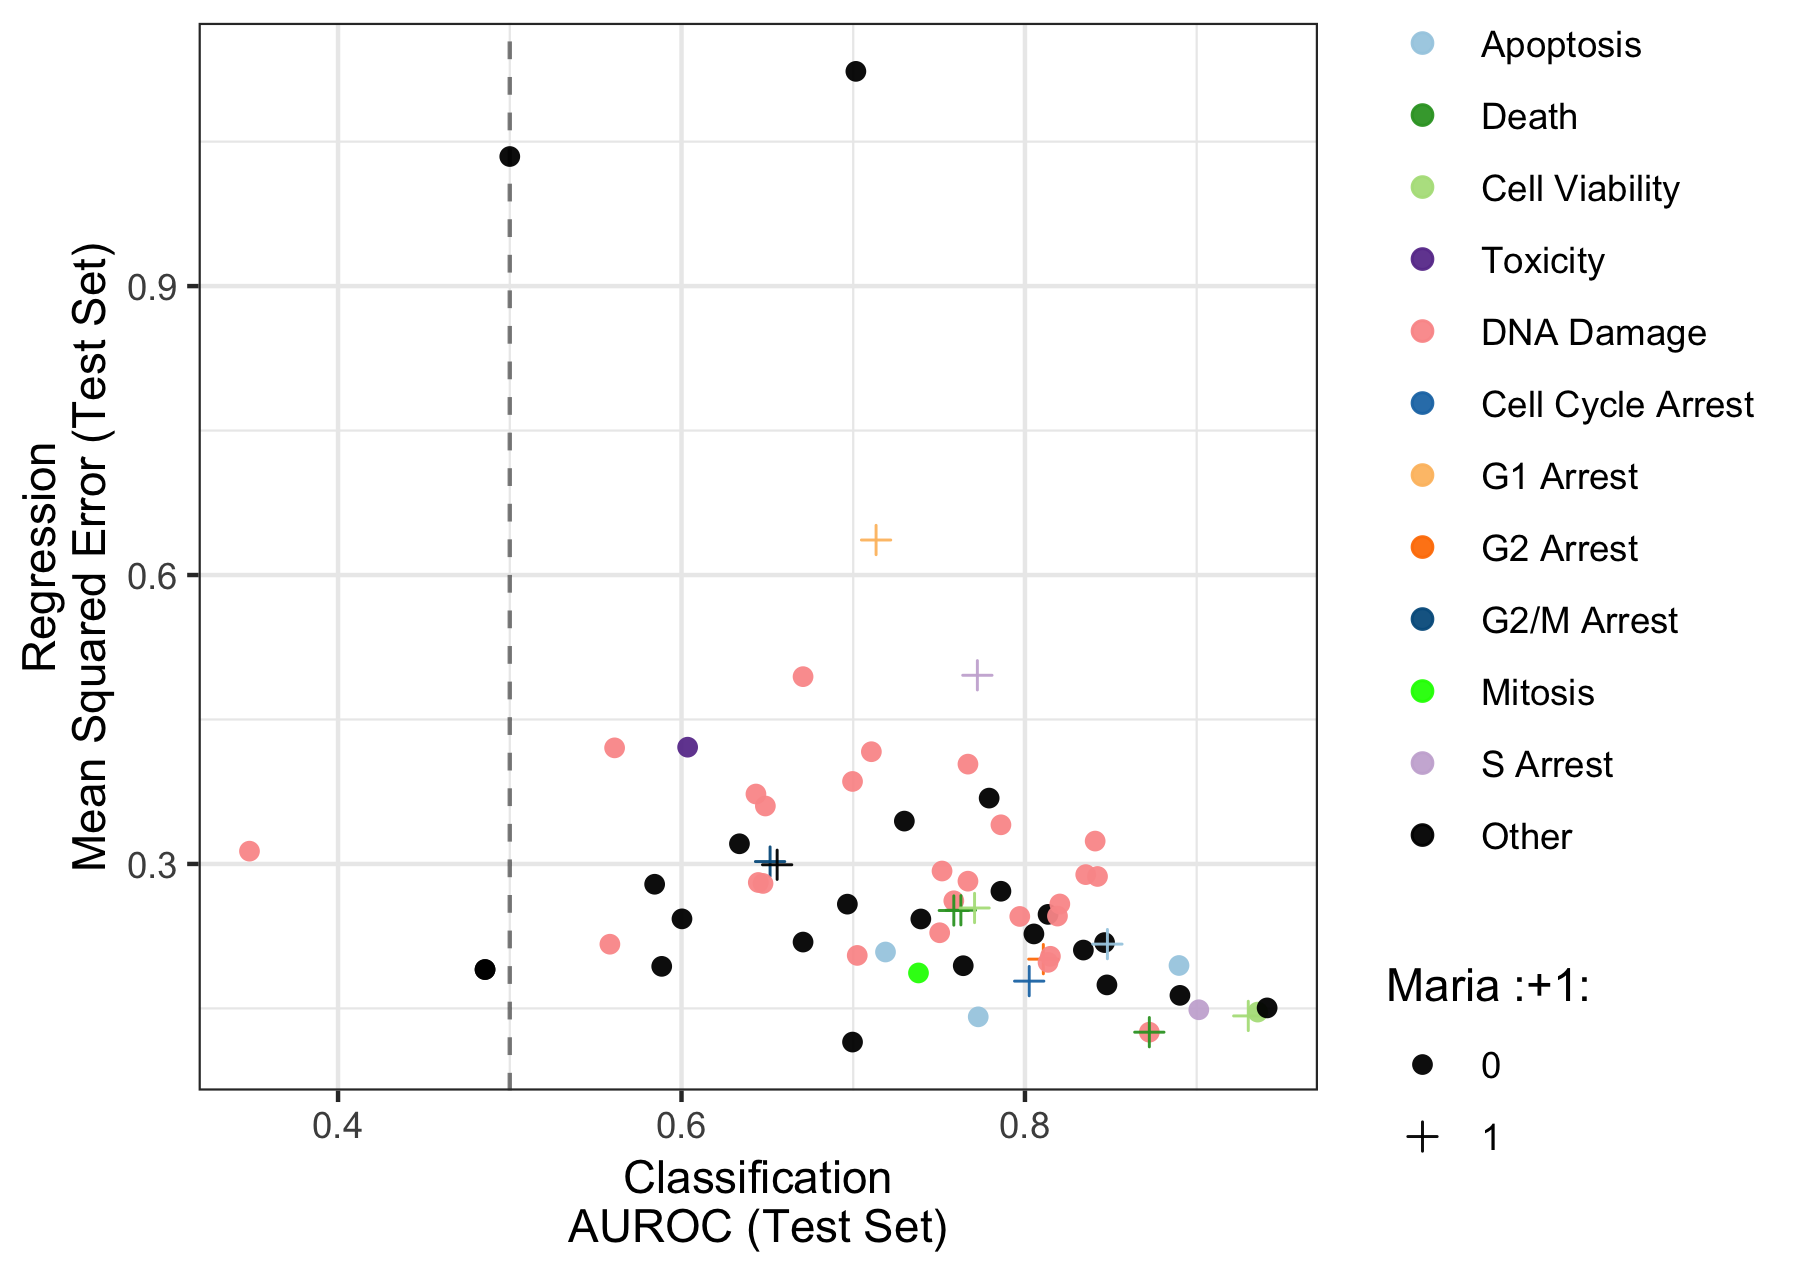 Regression
Mean Squared Error (Test Set)
0.9
0.6
0.3
0.4
0.6
0.8
Classification
AUROC (Test Set)
Apoptosis
Death
Cell Viability
Toxicity
DNA Damage
Cell Cycle Arrest
G1 Arrest
G2 Arrest
G2/M Arrest
Mitosis
S Arrest
Other
Maria :+1:
0
1